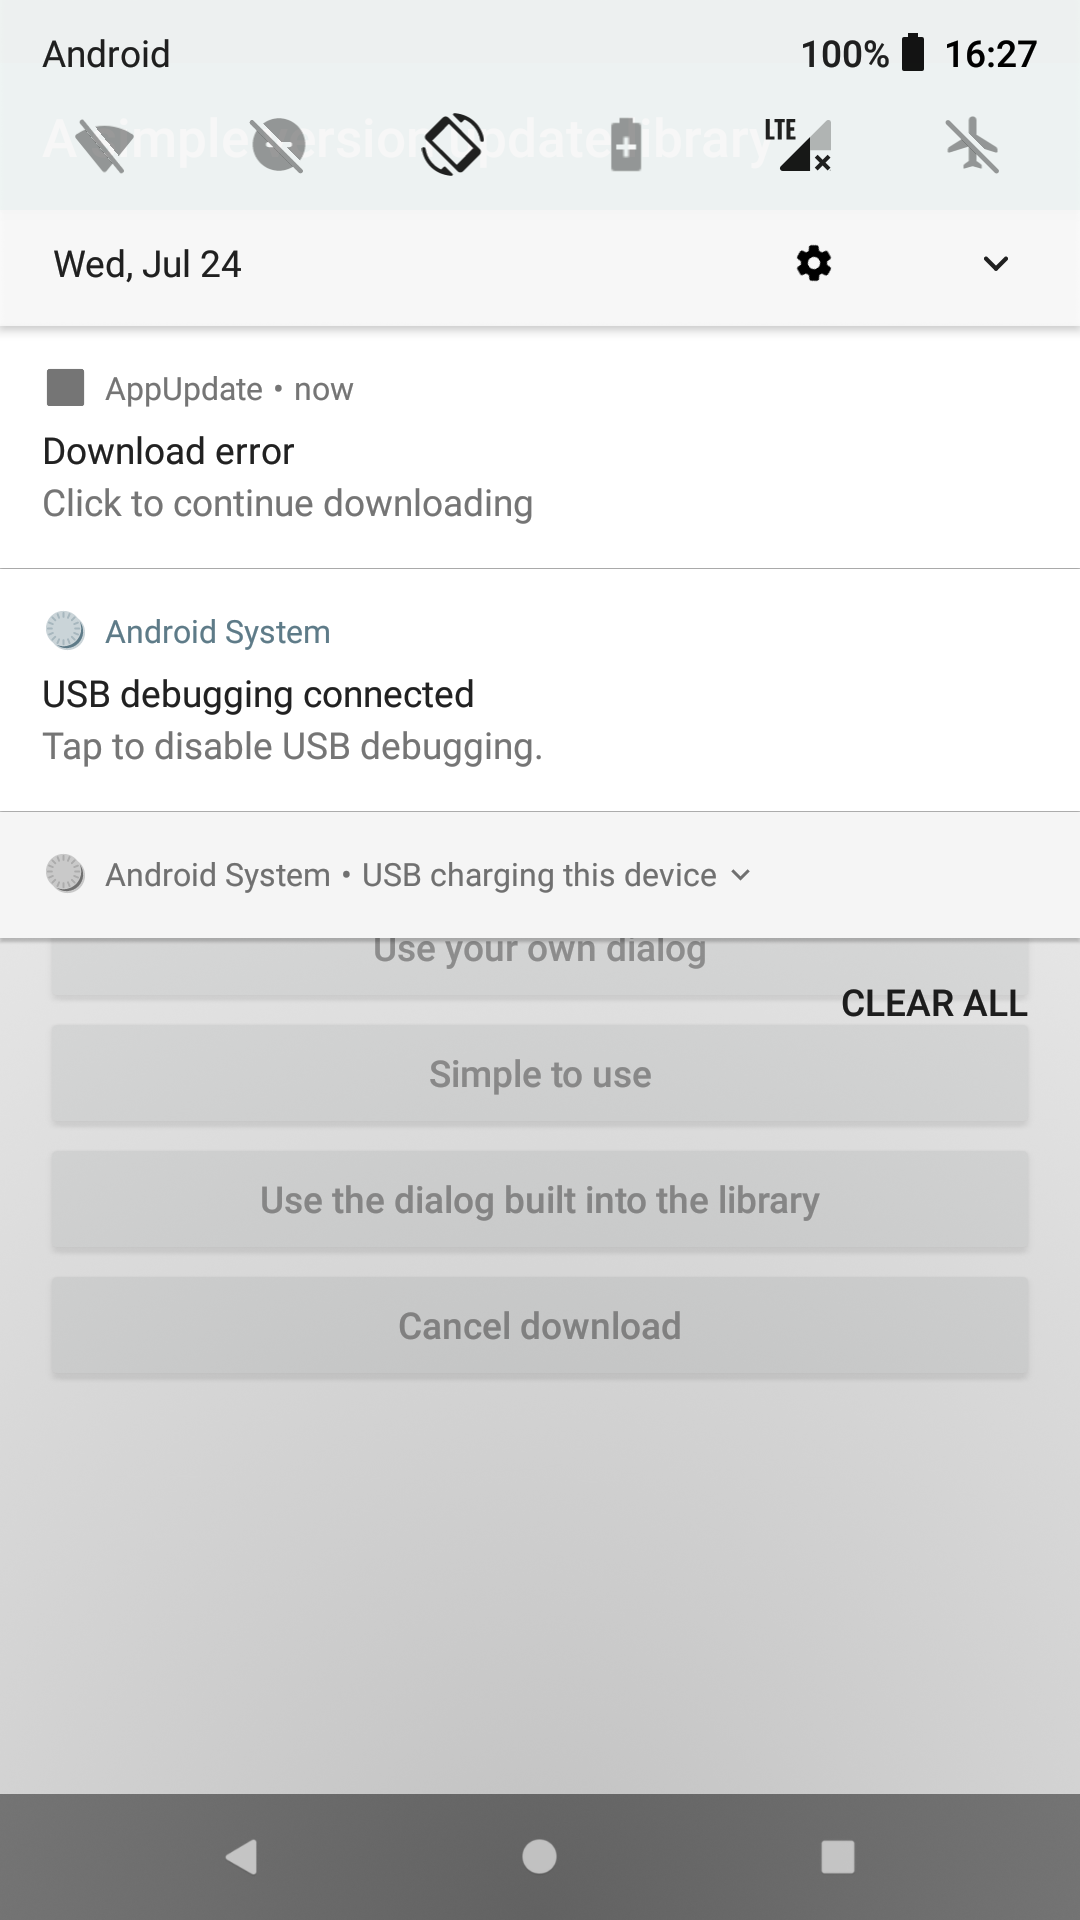 Android 100% 16:27
A simple version update library
LTE
Wed, Jul 24
AppUpdate • now
Download error
Click to continue downloading
Android System
USB debugging connected
Tap to disable USB debugging.
Android System • USB charging this device
Use your own dialog
CLEAR ALL
Simple to use
Use the dialog built into the library
Cancel download